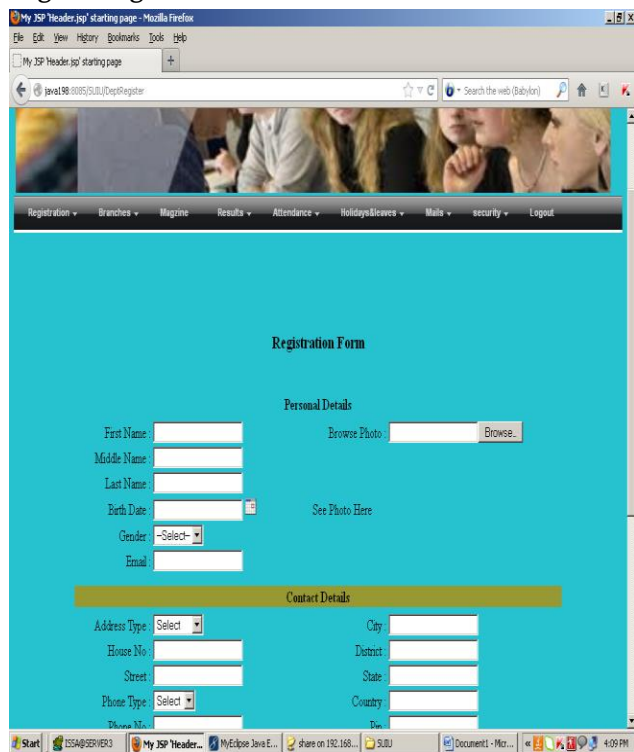 My JSP 'Header.jsp' starting page - Mozilla Firefox
File Edit View History Bookmarks Tools Help
My JSP 'Header.jsp' starting page +
java198:8085/SUIU/DeptRegister Search the web (Babylon)
Registration Branches Magzine Results Attendance Holidays&leaves Mails security Logout
Registration Form
Personal Details
First Name : Browse Photo : Browse..
Middle Name :
Last Name :
Birth Date : See Photo Here
Gender : --Select--
Email :
Contact Details
Address Type : Select City :
House No : District :
Street : State :
Phone Type : Select Country :
Phone No : Pin :
Start ISSA@SERVER3 My JSP 'Header... MyEclipse Java E... share on 192.168... SUIU Document1 - Micr... 4:09 PM